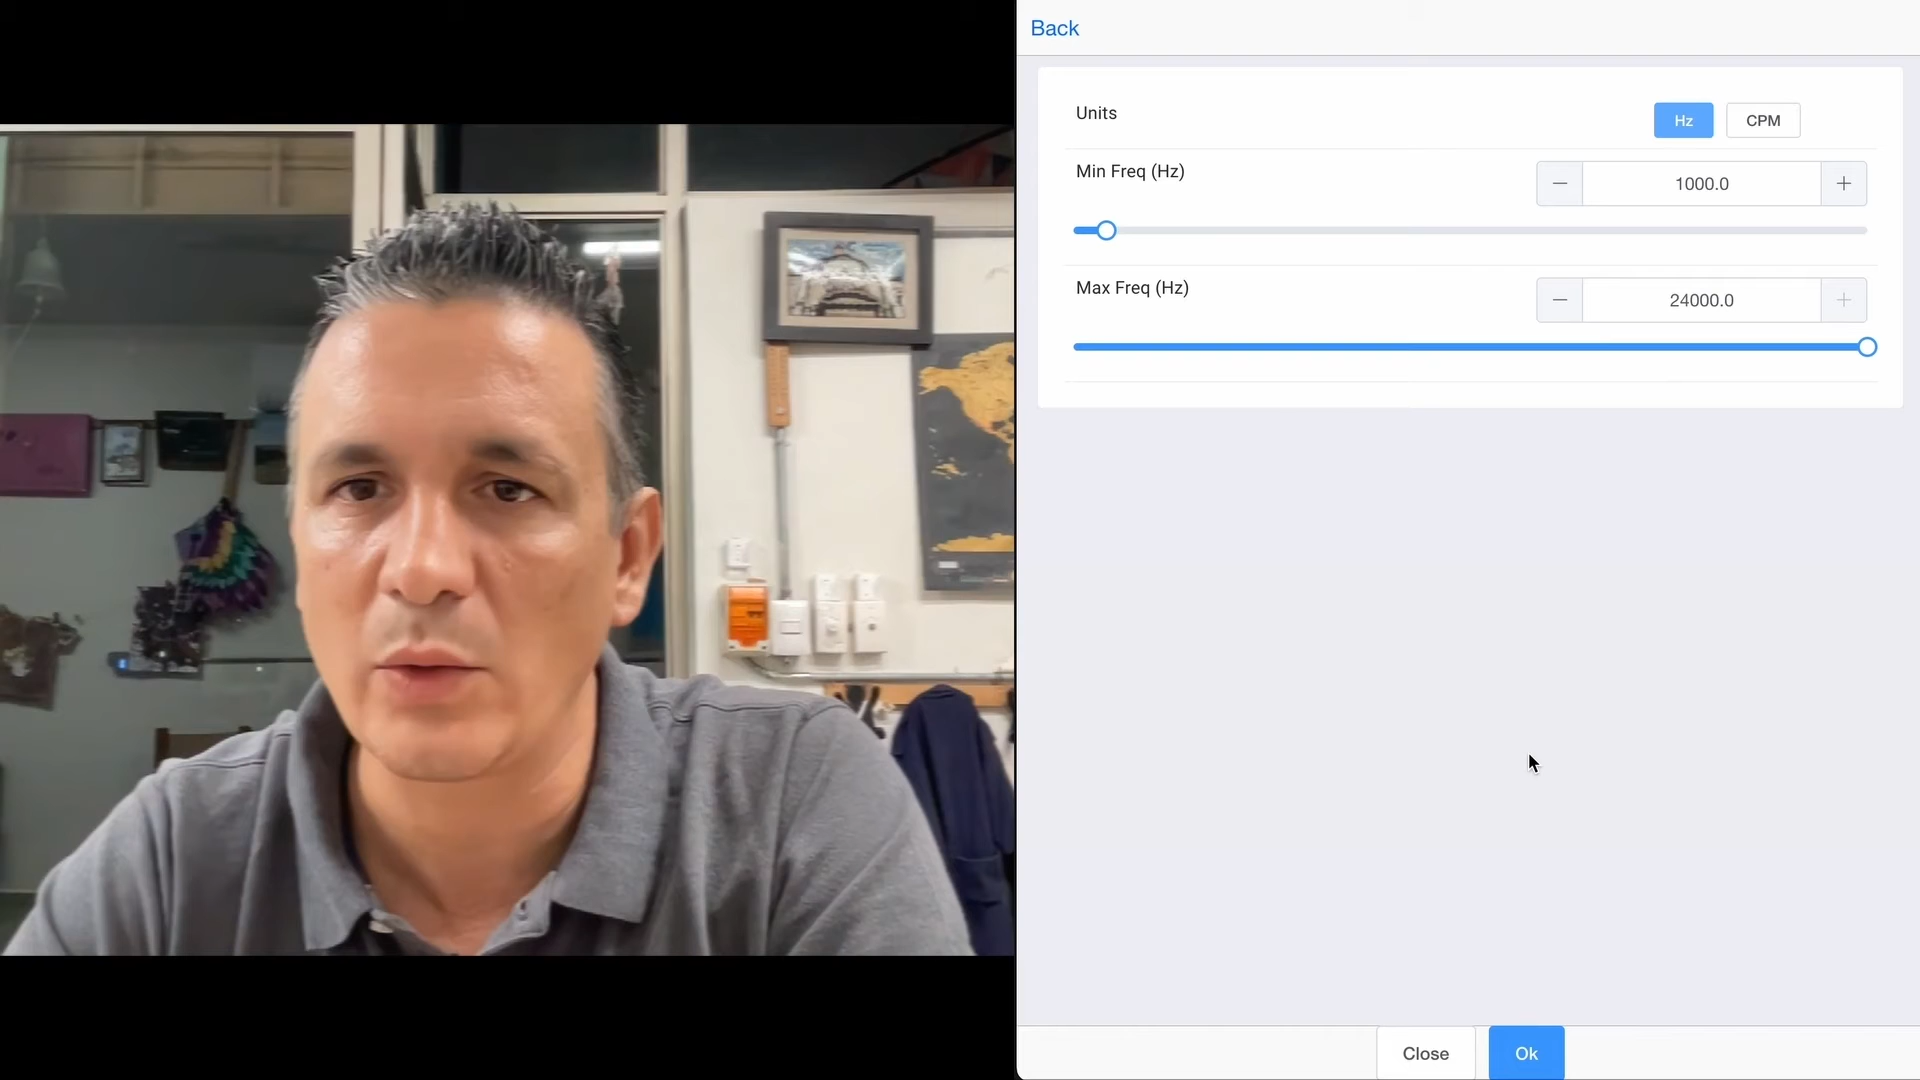 Back
Units
Hz
CPM
Min Freq (Hz)
1000.0
Max Freq (Hz)
24000.0
Close
Ok